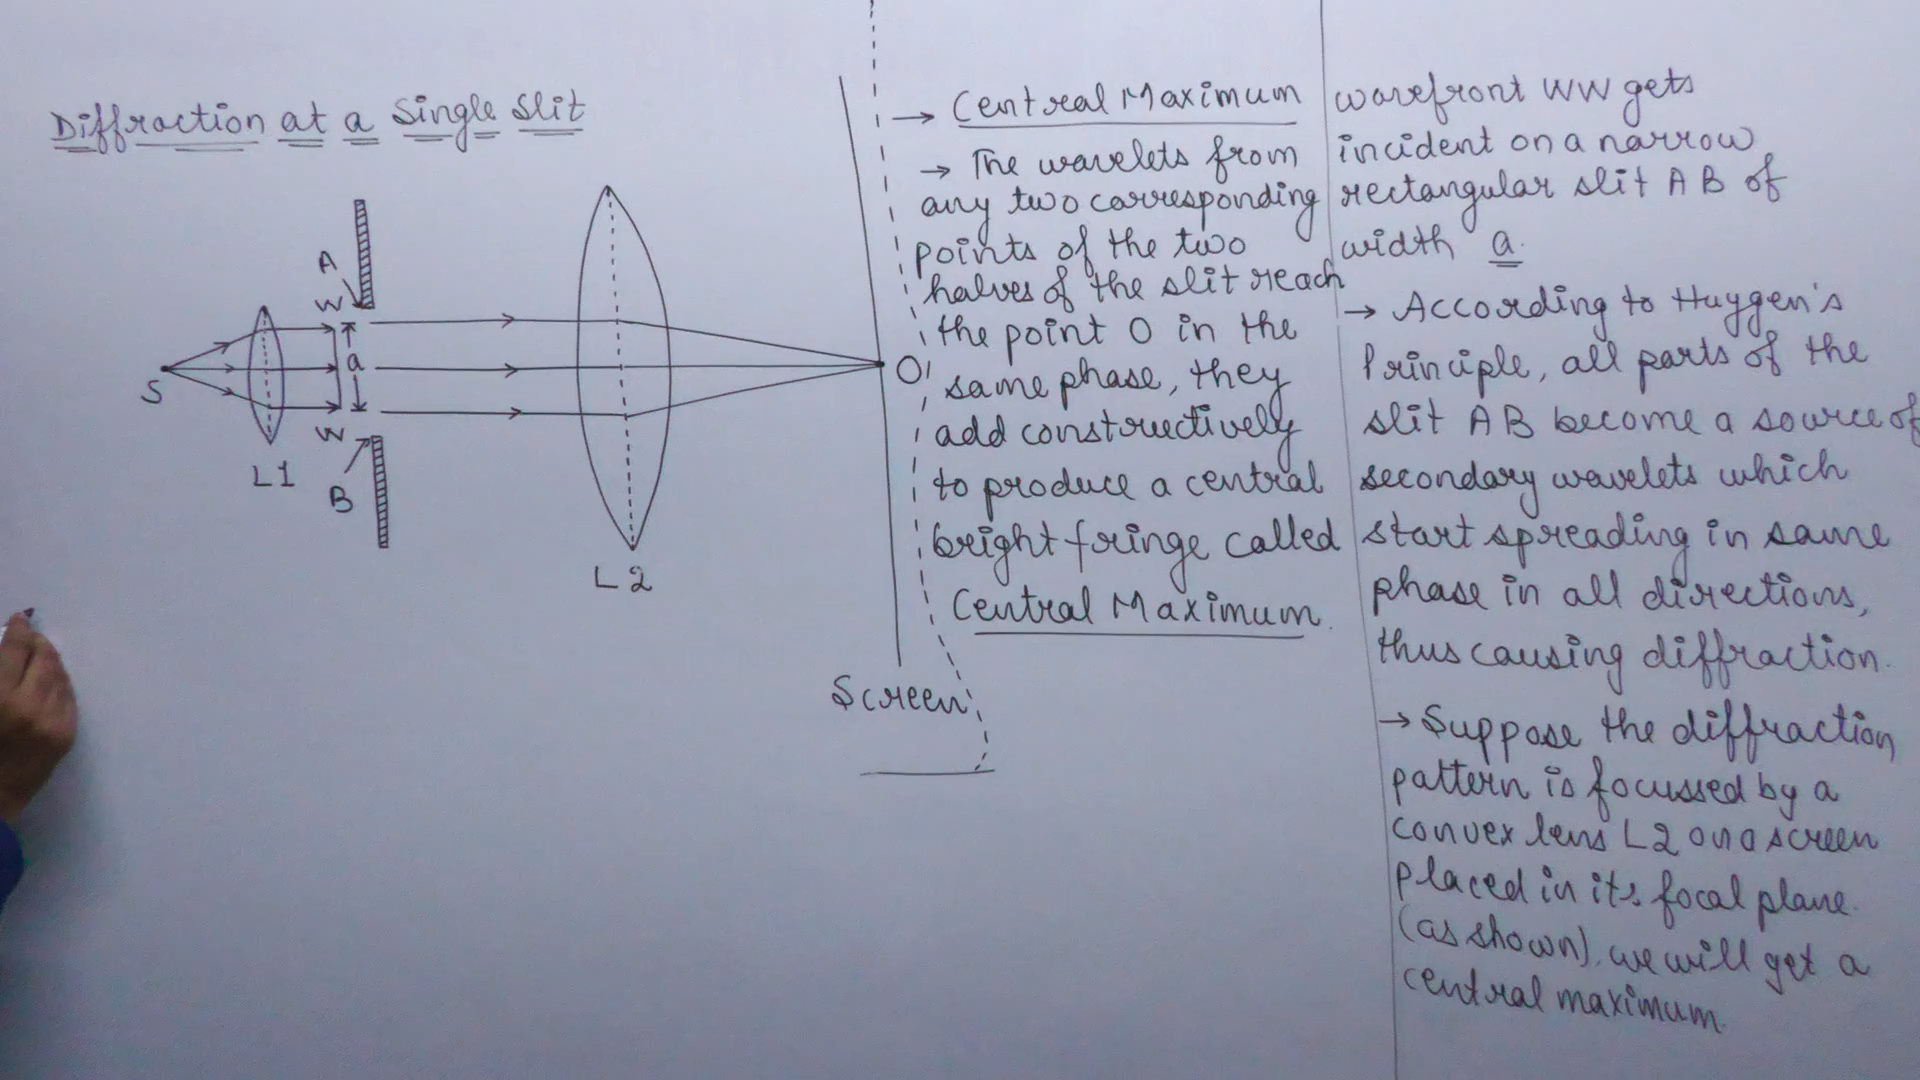 Diffraction at a Single Slit
A
W
a
S
W
L1
B
L2
O
Screen
→ Central Maximum
→ The wavelets from
any two corresponding
points of the two
halves of the slit reach
the point O in the
same phase, they
add constructively
to produce a central
bright fringe called
Central Maximum.
wavefront WW gets
incident on a narrow
rectangular slit AB of
width a.
→ According to Huygen's
Principle, all parts of the
slit AB become a source of
secondary wavelets which
start spreading in same
phase in all directions,
thus causing diffraction.
→ Suppose the diffraction
pattern is focussed by a
convex lens L2 on a screen
placed in its focal plane.
(as shown), we will get a
central maximum.